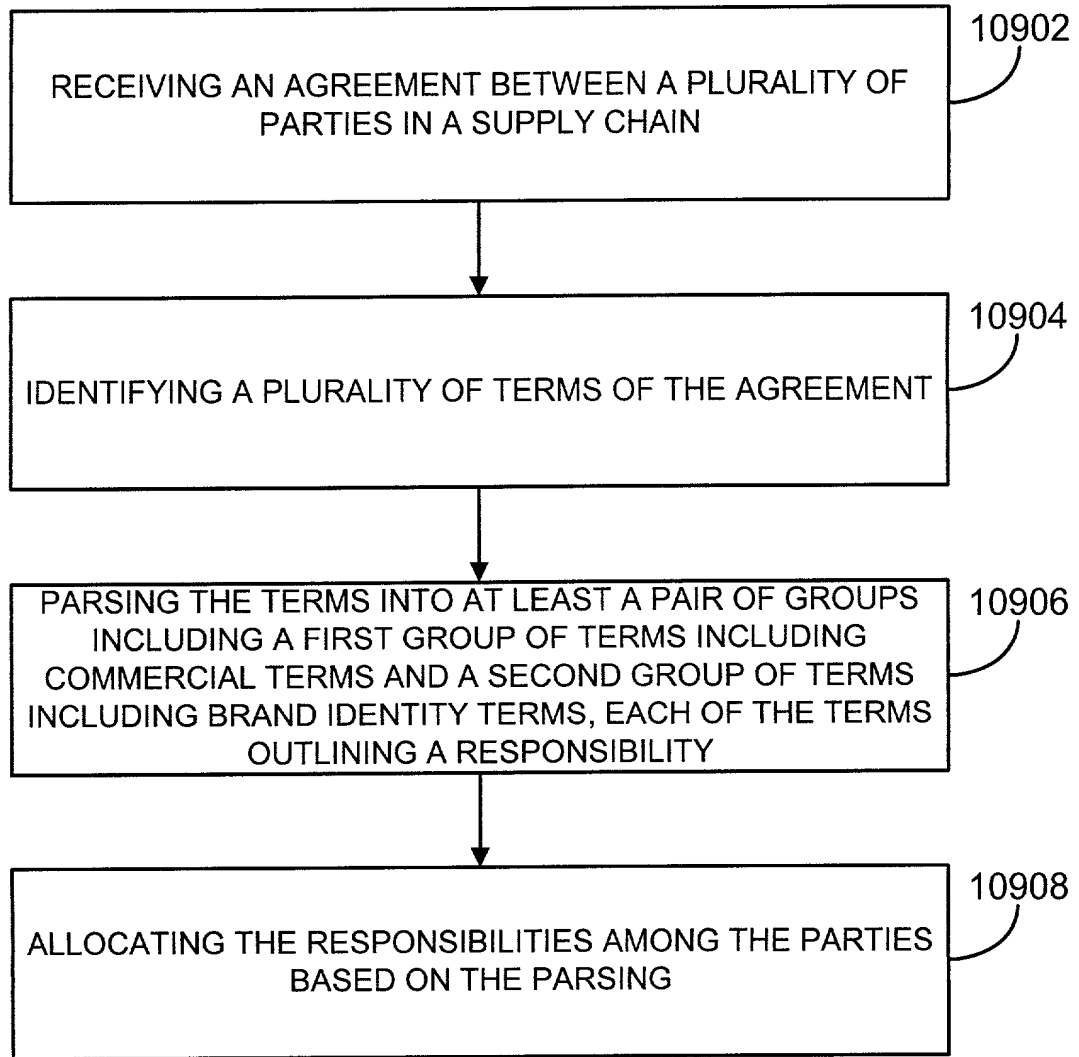 10902
RECEIVING AN AGREEMENT BETWEEN A PLURALITY OF
PARTIES IN A SUPPLY CHAIN
10904
IDENTIFYING A PLURALITY OF TERMS OF THE AGREEMENT
10906
PARSING THE TERMS INTO AT LEAST A PAIR OF GROUPS
INCLUDING A FIRST GROUP OF TERMS INCLUDING
COMMERCIAL TERMS AND A SECOND GROUP OF TERMS
INCLUDING BRAND IDENTITY TERMS, EACH OF THE TERMS
OUTLINING A RESPONSIBILITY
10908
ALLOCATING THE RESPONSIBILITIES AMONG THE PARTIES
BASED ON THE PARSING